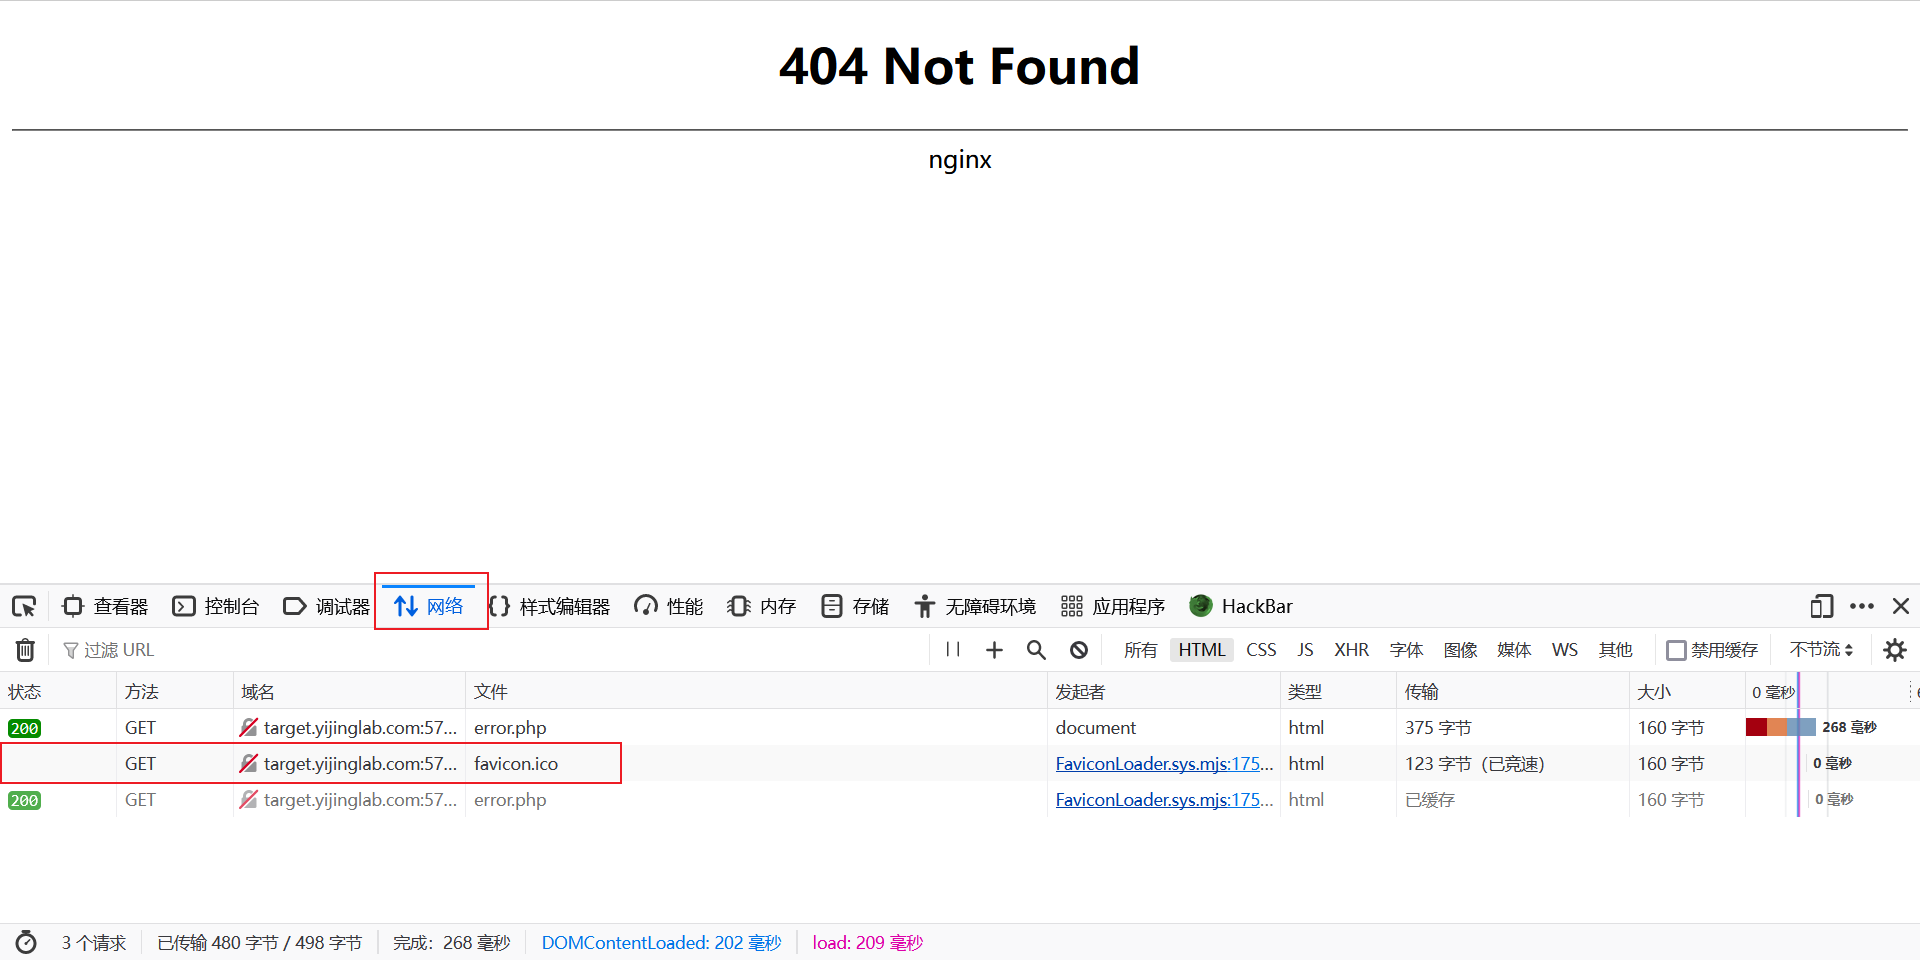 404 Not Found
nginx
查看器 控制台 调试器 网络 样式编辑器 性能 内存 存储 无障碍环境 应用程序 HackBar
过滤 URL 所有 HTML CSS JS XHR 字体 图像 媒体 WS 其他 禁用缓存 不节流
状态 方法 域名 文件 发起者 类型 传输 大小 0 毫秒
200 GET target.yijinglab.com:57... error.php document html 375 字节 160 字节 268 毫秒
GET target.yijinglab.com:57... favicon.ico FaviconLoader.sys.mjs:175... html 123 字节（已竞速） 160 字节 0 毫秒
200 GET target.yijinglab.com:57... error.php FaviconLoader.sys.mjs:175... html 已缓存 160 字节 0 毫秒
3 个请求 已传输 480 字节 / 498 字节 完成：268 毫秒 DOMContentLoaded: 202 毫秒 load: 209 毫秒